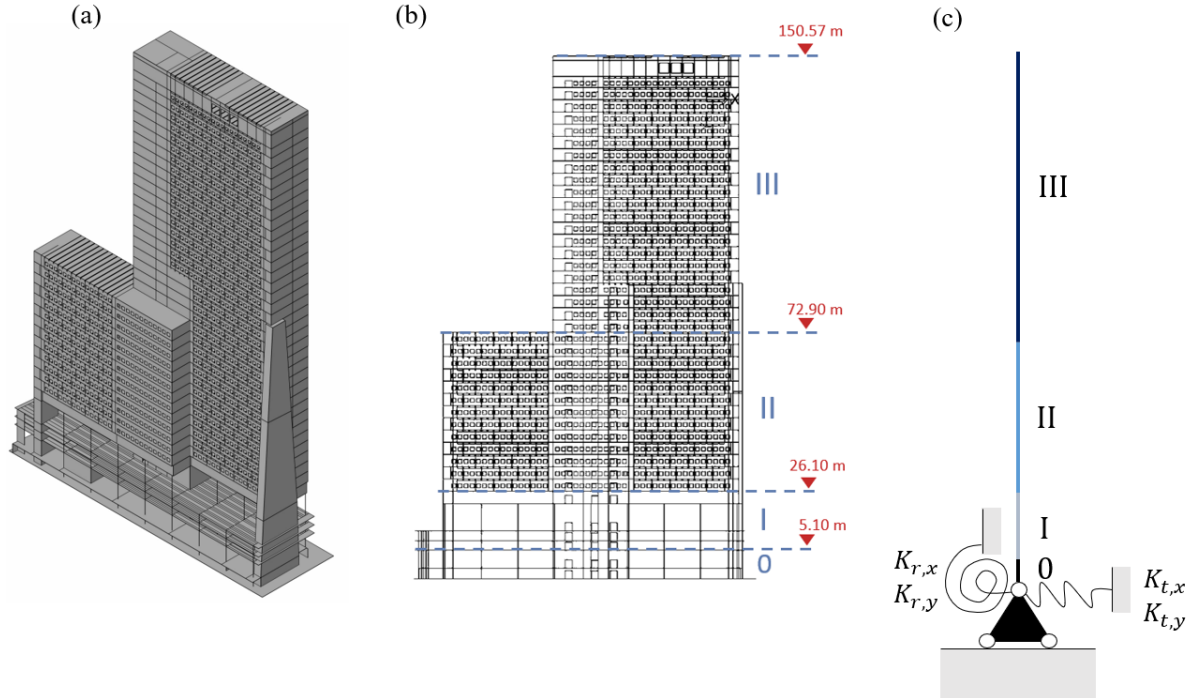 (a)
(b)
(c)
150.57 m
X
III
72.90 m
II
26.10 m
I
5.10 m
0
III
II
I
0
K_{r,x}
K_{r,y}
K_{t,x}
K_{t,y}